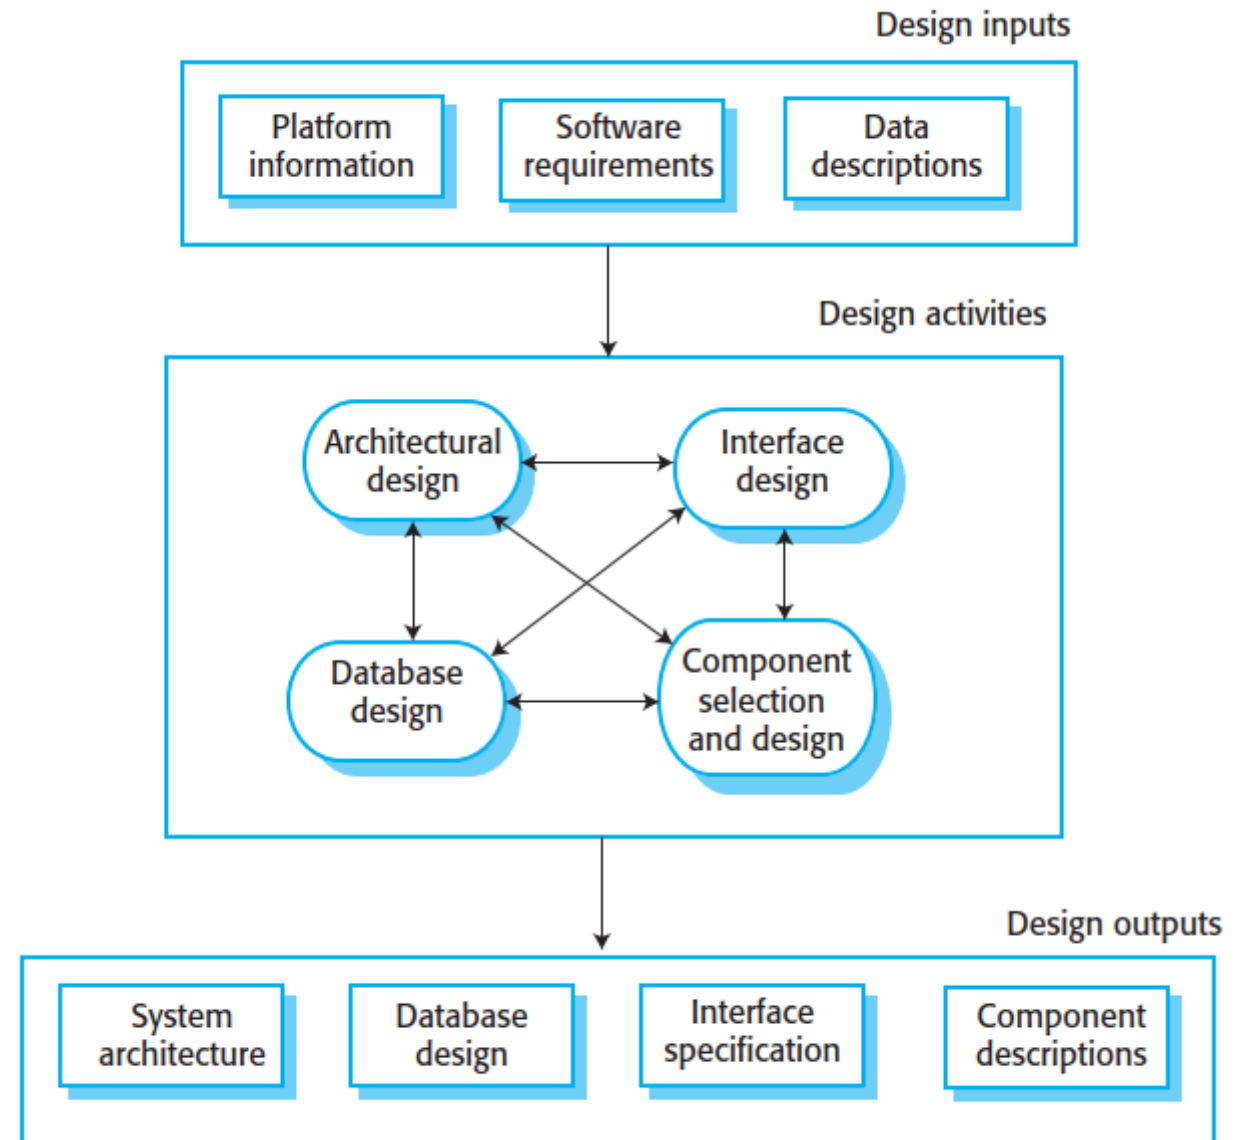 Design inputs
Platform
information
Software
requirements
Data
descriptions
Design activities
Architectural
design
Interface
design
Database
design
Component
selection
and design
Design outputs
System
architecture
Database
design
Interface
specification
Component
descriptions